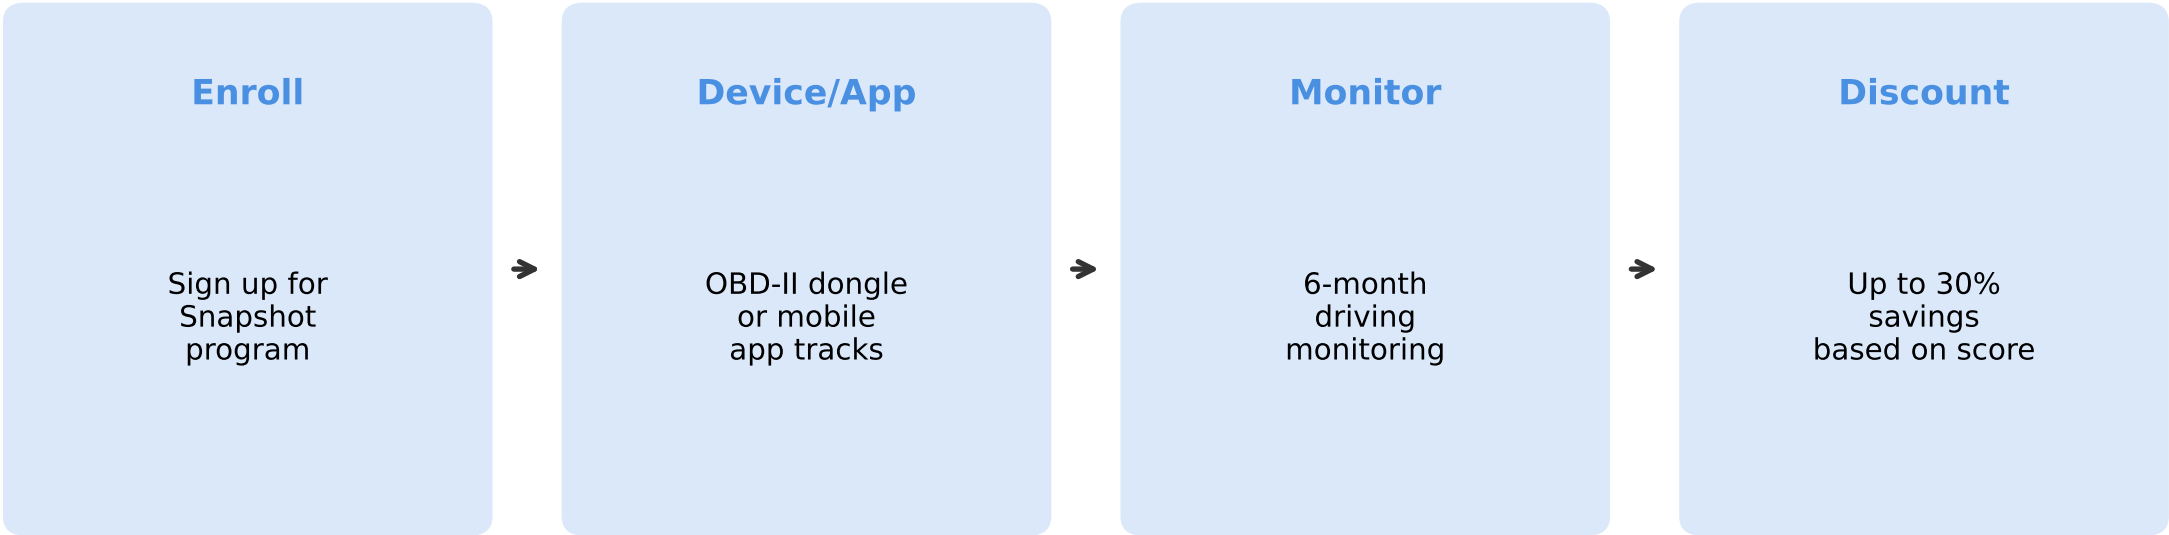 Enroll
Sign up for
Snapshot
program
Device/App
OBD-II dongle
or mobile
app tracks
Monitor
6-month
driving
monitoring
Discount
Up to 30%
savings
based on score